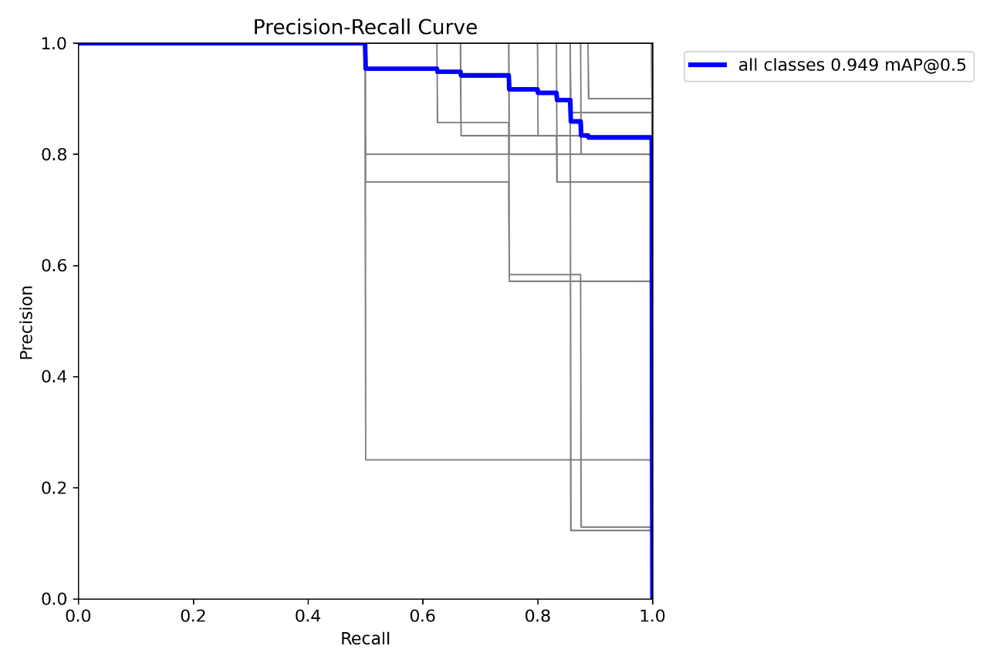 Precision-Recall Curve
1.0
0.8
0.6
0.4
0.2
0.0
Precision
0.0 0.2 0.4 0.6 0.8 1.0
Recall
all classes 0.949 mAP@0.5